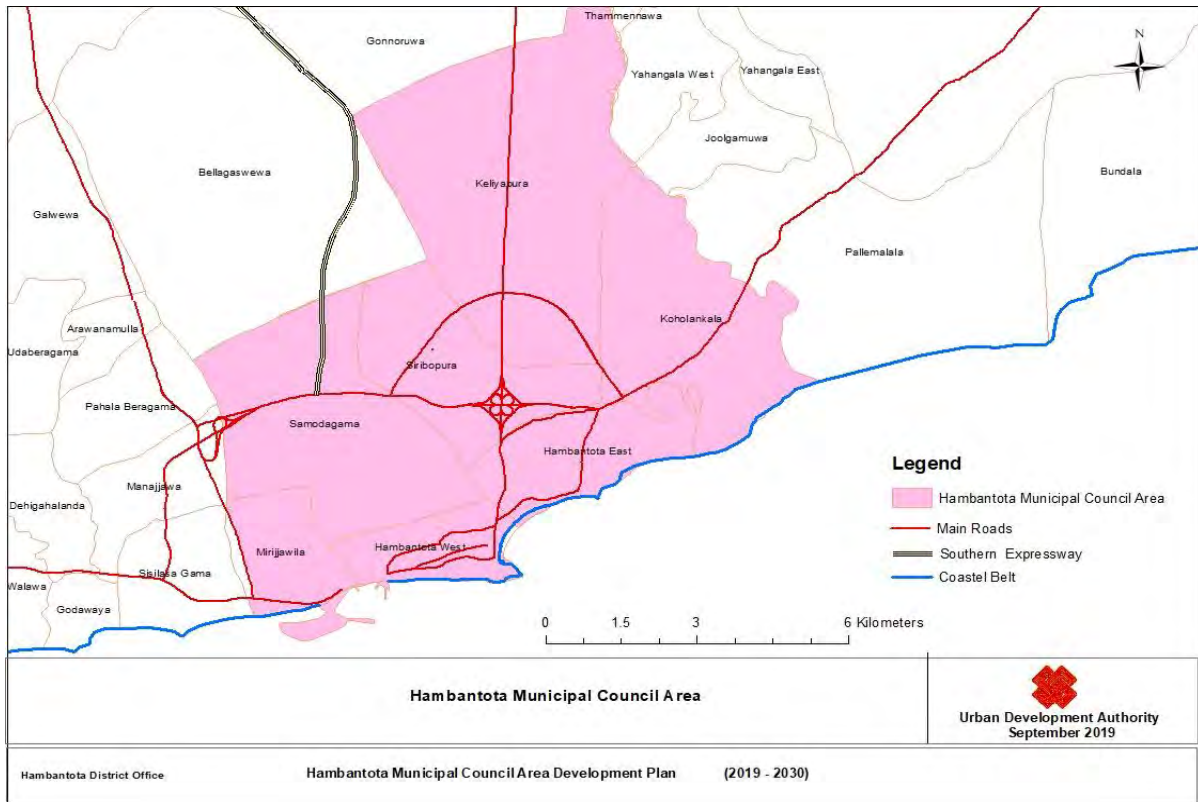 Thammennawa
Gonnoruwa
N
Yahangala West
Yahangala East
Joolgamuwa
Bellagaswewa
Keliyapura
Bundala
Galwewa
Pallemalala
Arawanamulla
Koholankala
Udaberagama
Siribopura
Pahala Beragama
Samodagama
Hambantota East
Legend
Manajjawa
Hambantota Municipal Council Area
Dehigahalanda
Main Roads
Mirijjawila
Hambantota West
Southern Expressway
Sisilasa Gama
Coastel Belt
Walawa
Godawaya
0 1.5 3 6 Kilometers
Hambantota Municipal Council Area
Urban Development Authority
September 2019
Hambantota District Office
Hambantota Municipal Council Area Development Plan (2019 - 2030)